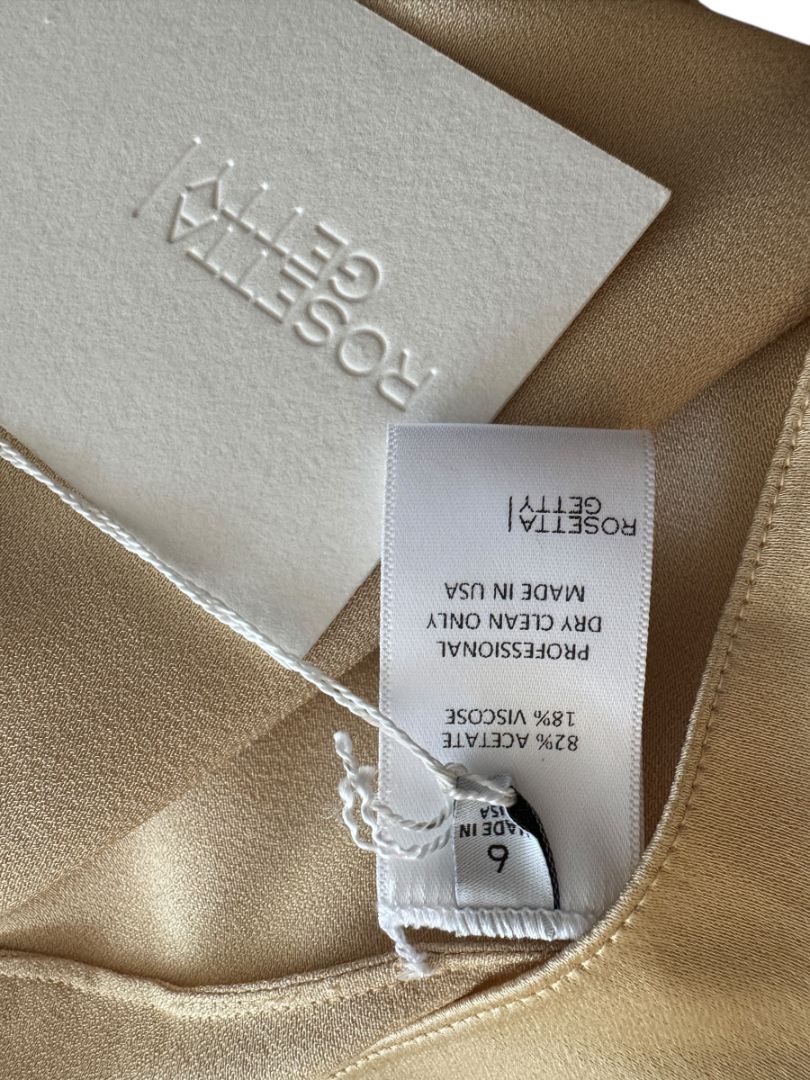 6
MADE IN
USA
82% ACETATE
18% VISCOSE
PROFESSIONAL
DRY CLEAN ONLY
MADE IN USA
ROSETTA
GETTY
ROSETTA
GETTY